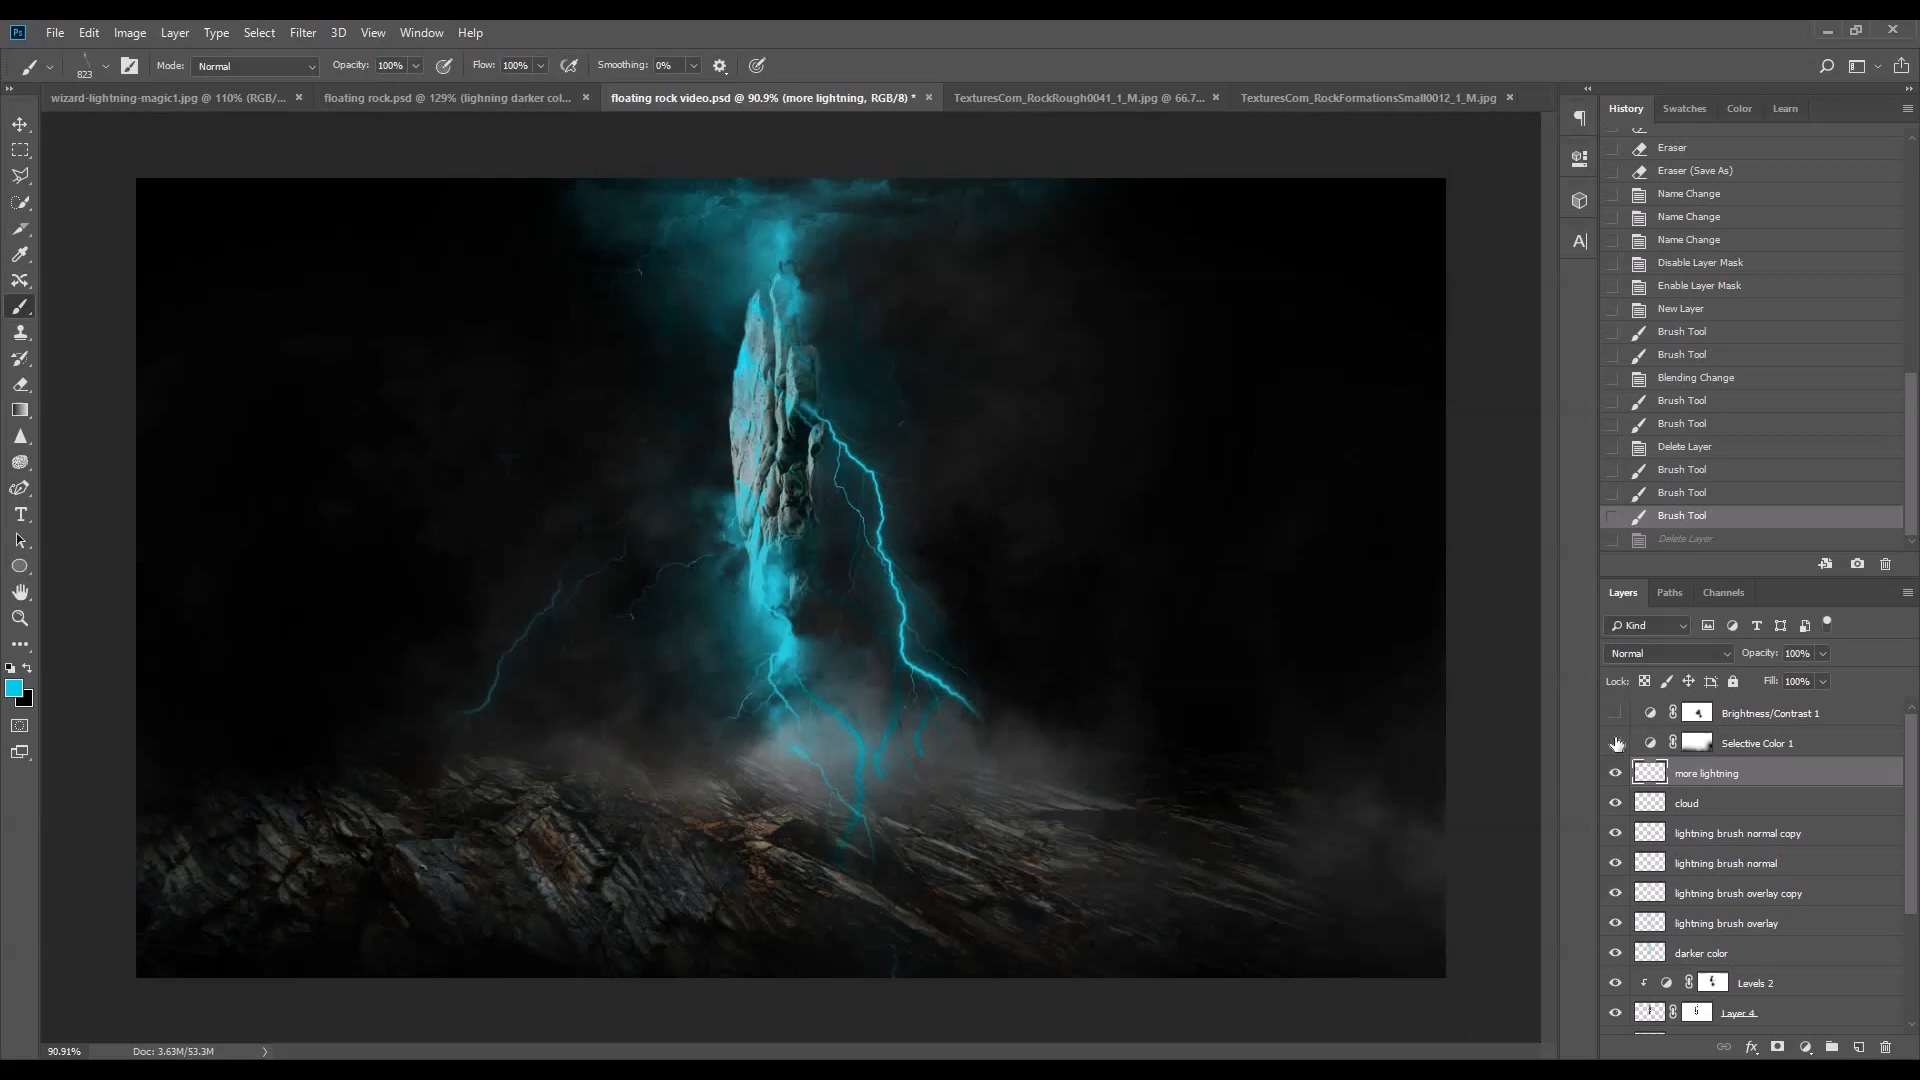 Ps File Edit Image Layer Type Select Filter 3D View Window Help
823 Mode: Normal Opacity: 100% Flow: 100% Smoothing: 0%
wizard-lightning-magic1.jpg @ 110% (RGB/... × floating rock.psd @ 129% (lighning darker col... × floating rock video.psd @ 90.9% (more lightning, RGB/8) * × TexturesCom_RockRough0041_1_M.jpg @ 66.7... × TexturesCom_RockFormationsSmall0012_1_M.jpg ×
History Swatches Color Learn
Eraser
Eraser (Save As)
Name Change
Name Change
Name Change
Disable Layer Mask
Enable Layer Mask
New Layer
Brush Tool
Brush Tool
Blending Change
Brush Tool
Brush Tool
Delete Layer
Brush Tool
Brush Tool
Brush Tool
Delete Layer
Layers Paths Channels
Kind
Normal Opacity: 100%
Lock: Fill: 100%
Brightness/Contrast 1
Selective Color 1
more lightning
cloud
lightning brush normal copy
lightning brush normal
lightning brush overlay copy
lightning brush overlay
darker color
Levels 2
Layer 4
90.91% Doc: 3.63M/53.3M